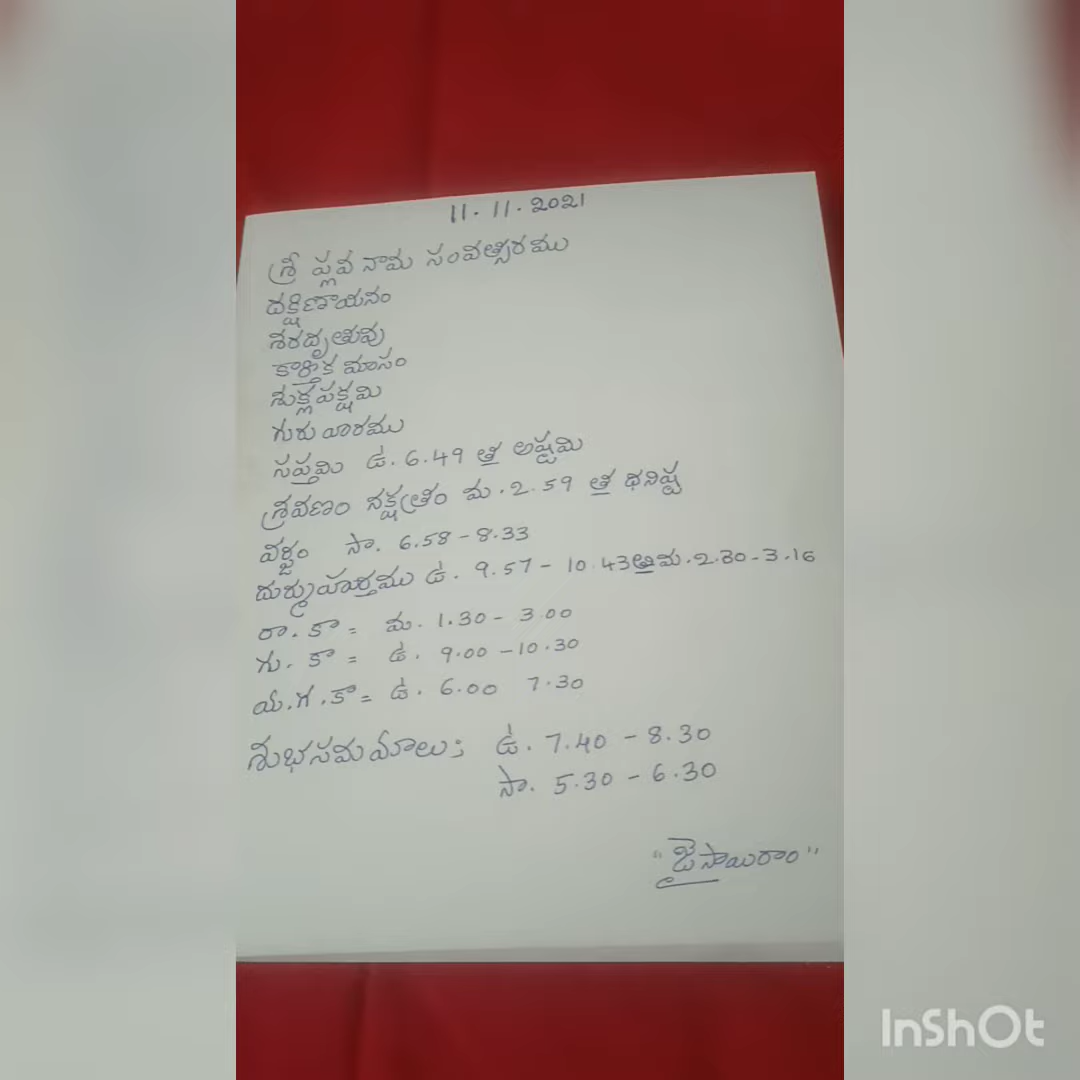 11.11.2021
శ్రీ ప్లవ నామ సంవత్సరము
దక్షిణాయనం
శరదృతువు
కార్తీక మాసం
శుక్లపక్షమి
గురువారము
సప్తమి ఉ. 6.49 త్ర అష్టమి
శ్రవణం నక్షత్రం మ.2.59 త్ర ధనిష్ట
వర్జం సా. 6.58 - 8.33
దుర్ముహుర్తము ఉ. 9.57 - 10.43 త్ర మ.2.30 - 3.16
రా. కా = మ. 1.30 - 3.00
గు. కా = ఉ. 9.00 - 10.30
య.గ.కా = ఉ. 6.00 7.30
శుభసమయాలు: ఉ. 7.40 - 8.30
సా. 5.30 - 6.30
"జైసాయిరాం"
InShOt